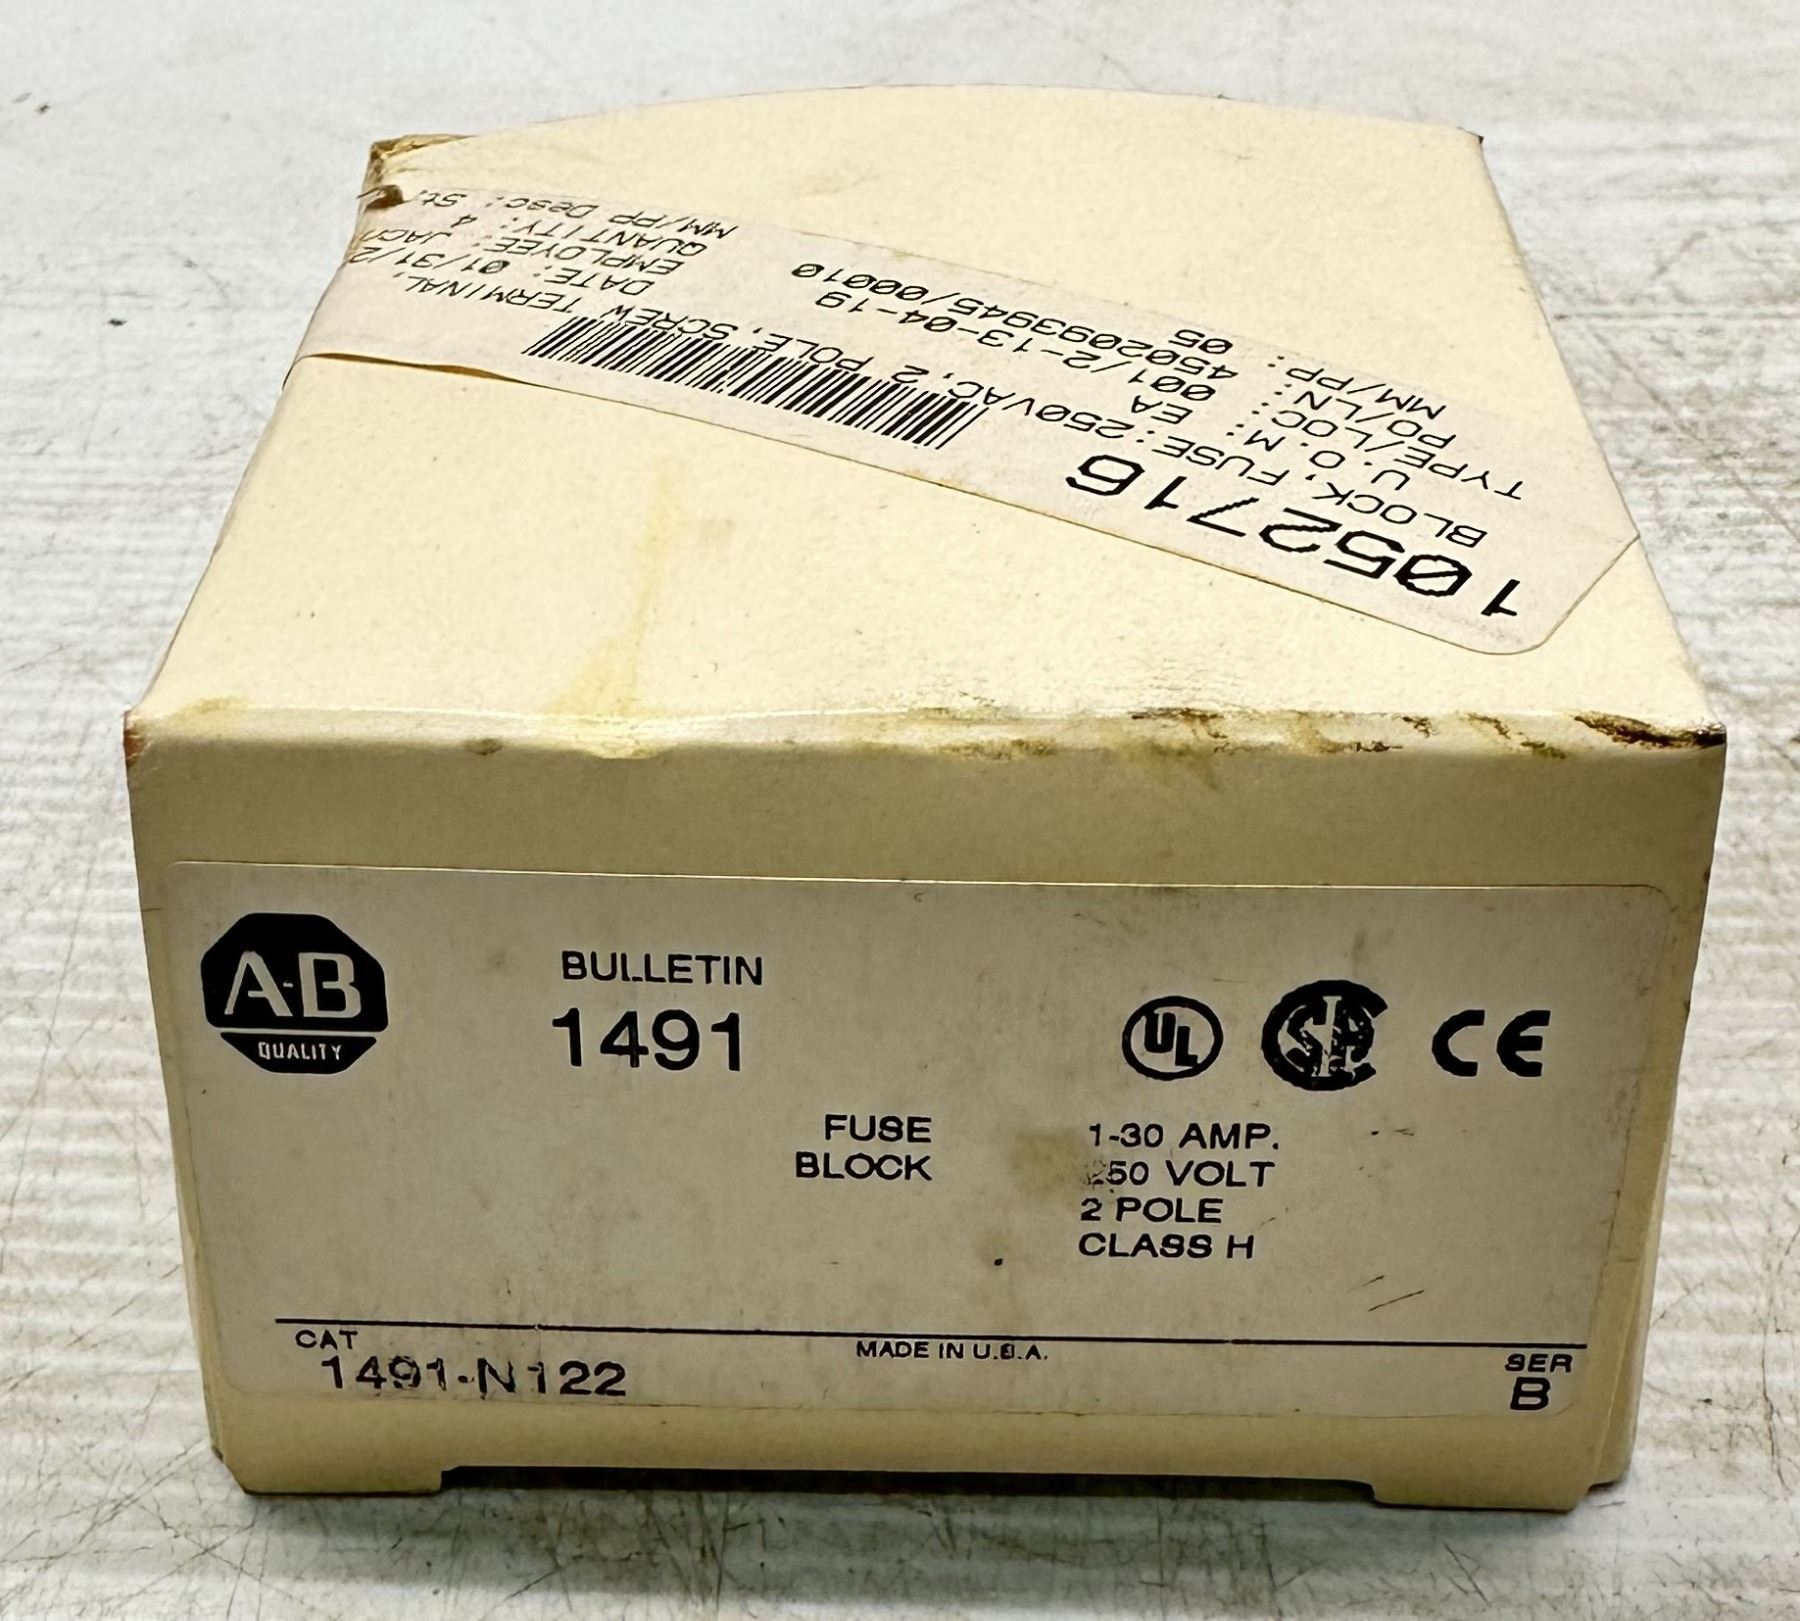 1052716
BLOCK, FUSE: 250VAC, 2 POLE, SCREW TERMINAL,
U.O.M.: EA
TYPE/LOC: 001/2-13-04-19
PO/LN: 4502093945/00010
MM/PP: 05
DATE: 01/31/2
EMPLOYEE:
QUANTITY: 4
MM/PP Desc:
A-B
QUALITY
BULLETIN
1491
UL
CE
FUSE
BLOCK
1-30 AMP.
250 VOLT
2 POLE
CLASS H
CAT
1491-N122
MADE IN U.S.A.
SER
B